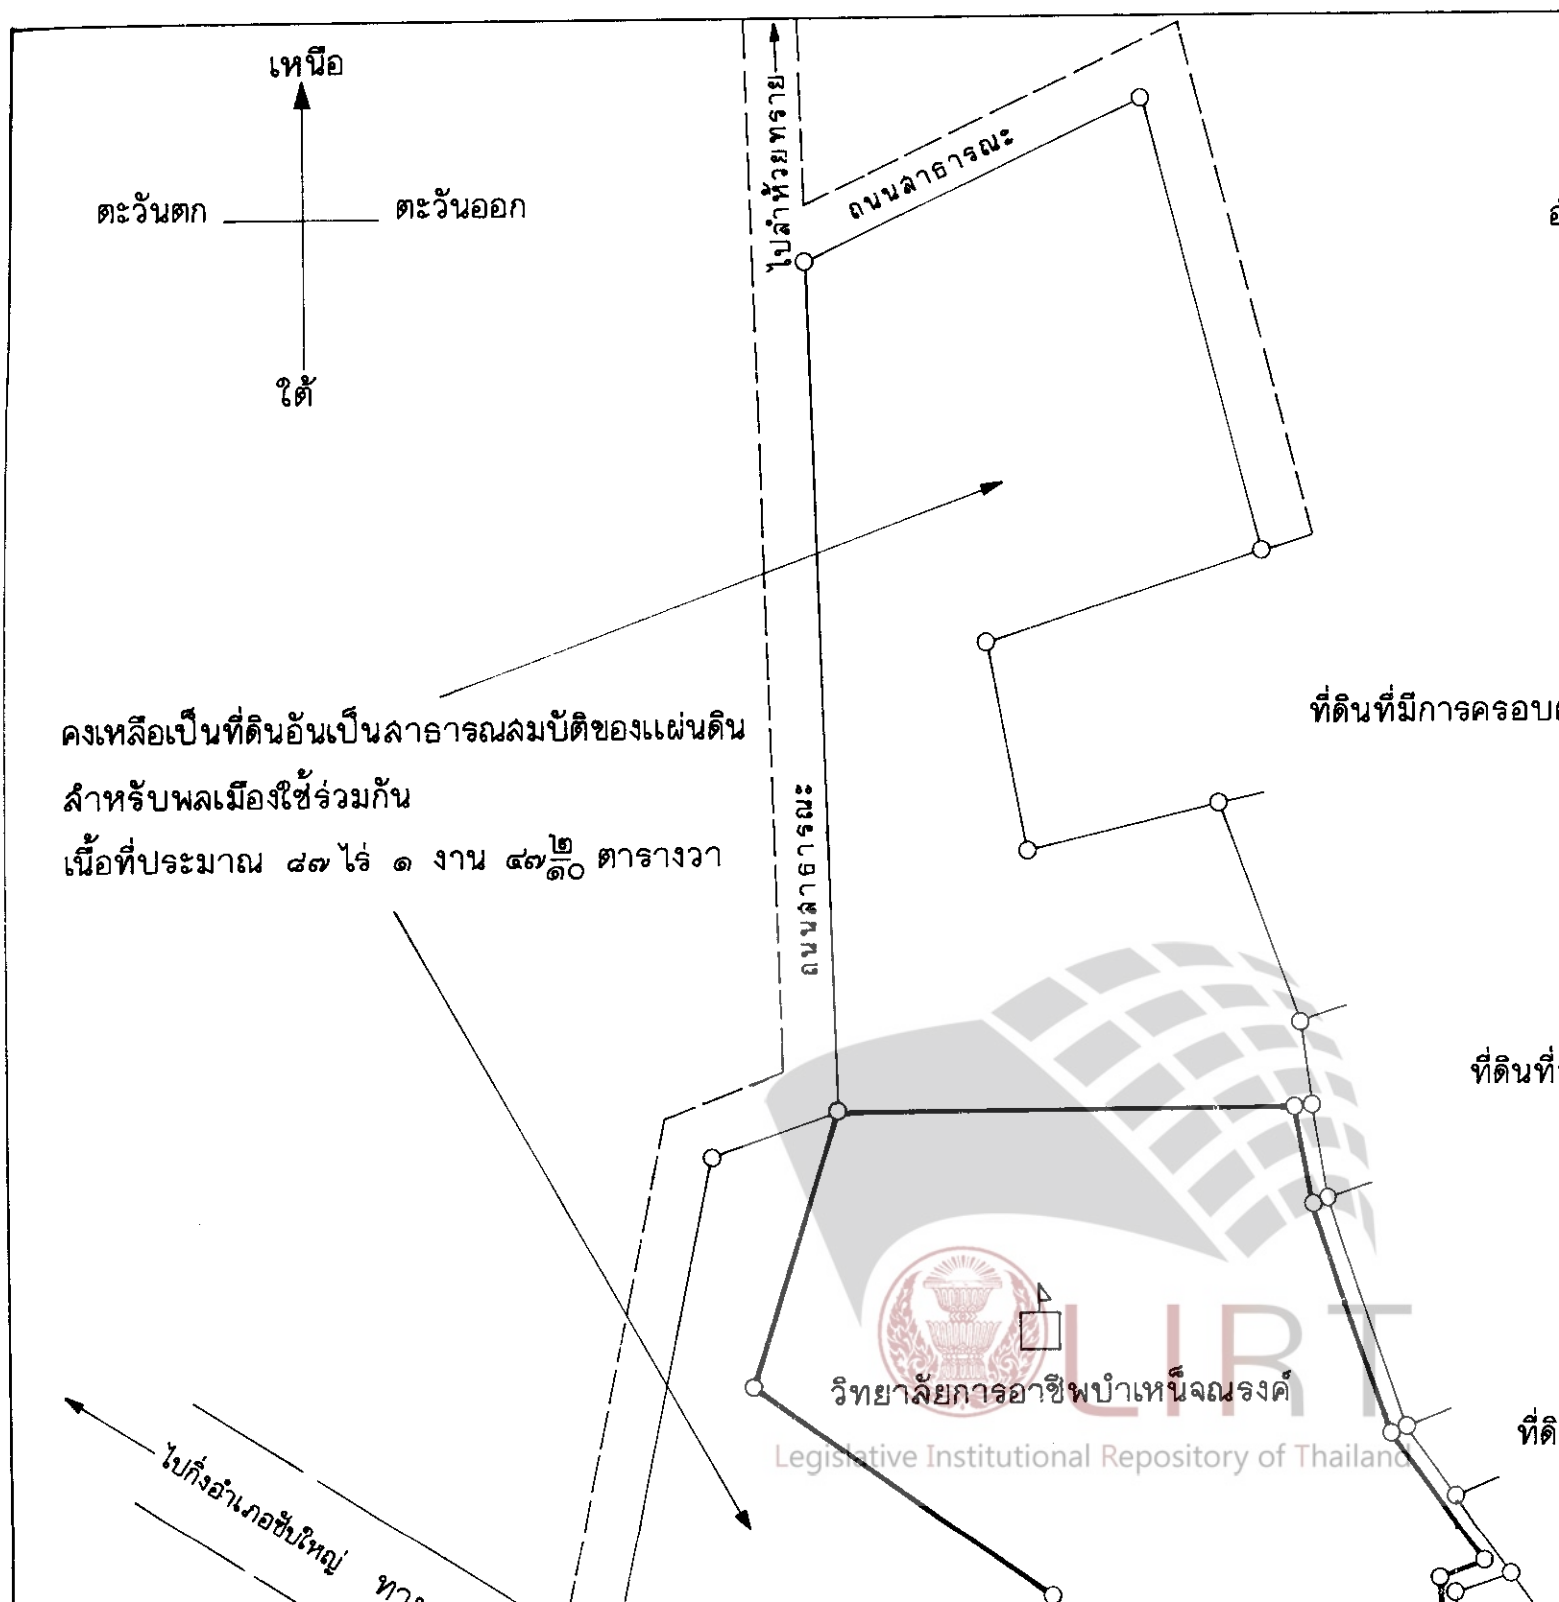 เหนือ
ตะวันตก
ตะวันออก
ใต้
ไปลำห้วยทราย
ถนนสาธารณะ
คงเหลือเป็นที่ดินอันเป็นสาธารณสมบัติของแผ่นดิน
สำหรับพลเมืองใช้ร่วมกัน
เนื้อที่ประมาณ ๘๗ ไร่ ๑ งาน ๔๗ ๒/๑๐ ตารางวา
ที่ดินที่มีการครอบ
ถนนสาธารณะ
ที่ดินที่
วิทยาลัยการอาชีพบำเหน็จณรงค์
LIRT
Legislative Institutional Repository of Thailand
ที่ดิ
ไปกิ่งอำเภอซับใหญ่